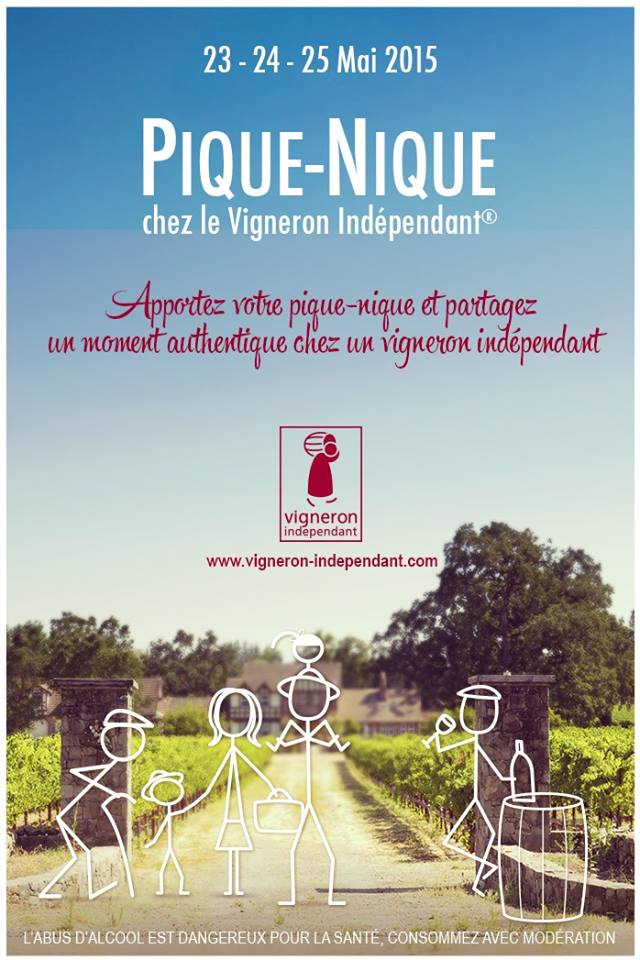 23 - 24 - 25 Mai 2015
PIQUE-NIQUE
chez le Vigneron Indépendant®
Apportez votre pique-nique et partagez
un moment authentique chez un vigneron indépendant
vigneron
indépendant
www.vigneron-independant.com
L'ABUS D'ALCOOL EST DANGEREUX POUR LA SANTÉ, CONSOMMEZ AVEC MODÉRATION